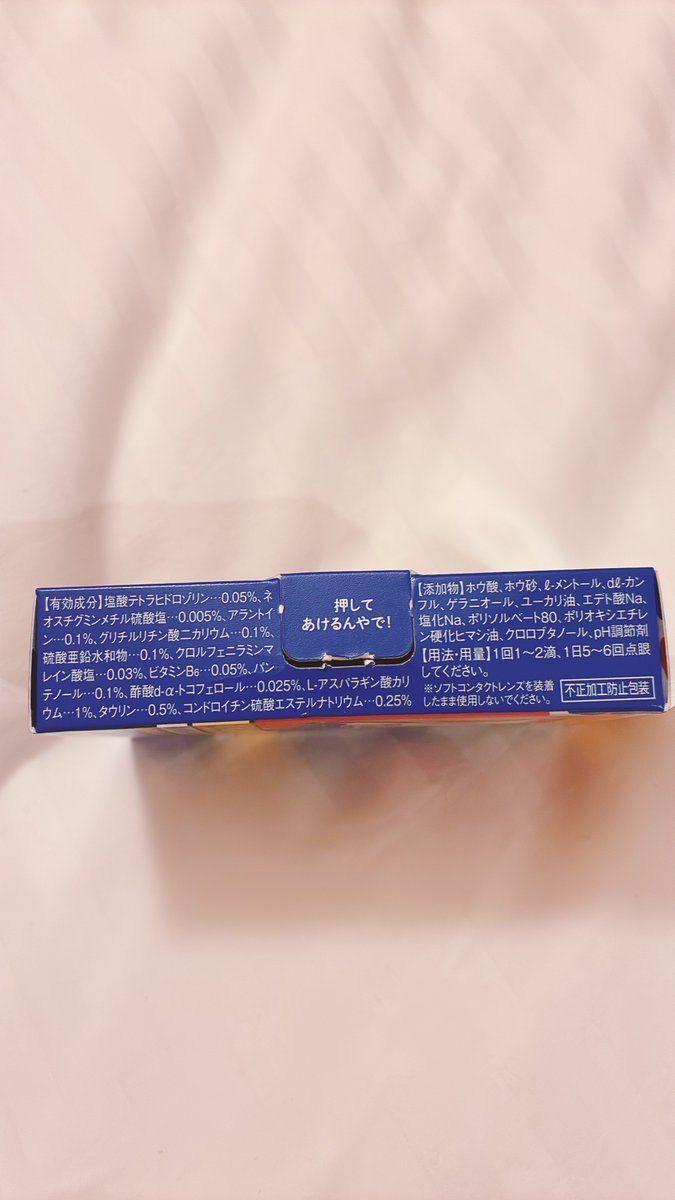 【有効成分】塩酸テトラヒドロゾリン…0.05%、ネ
オスチグミンメチル硫酸塩…0.005%、アラントイ
ン…0.1%、グリチルリチン酸二カリウム…0.1%、
硫酸亜鉛水和物…0.1%、クロルフェニラミンマ
レイン酸塩…0.03%、ビタミンB₆…0.05%、パン
テノール…0.1%、酢酸d-α-トコフェロール…0.025%、L-アスパラギン酸カリ
ウム…1%、タウリン…0.5%、コンドロイチン硫酸エステルナトリウム…0.25%
押して
あけるんやで!
【添加物】ホウ酸、ホウ砂、ℓ-メントール、dℓ-カン
フル、ゲラニオール、ユーカリ油、エデト酸Na、
塩化Na、ポリソルベート80、ポリオキシエチレ
ン硬化ヒマシ油、クロロブタノール、pH調節剤
【用法・用量】1回1~2滴、1日5~6回点眼
してください。
※ソフトコンタクトレンズを装着
したまま使用しないでください。
不正加工防止包装